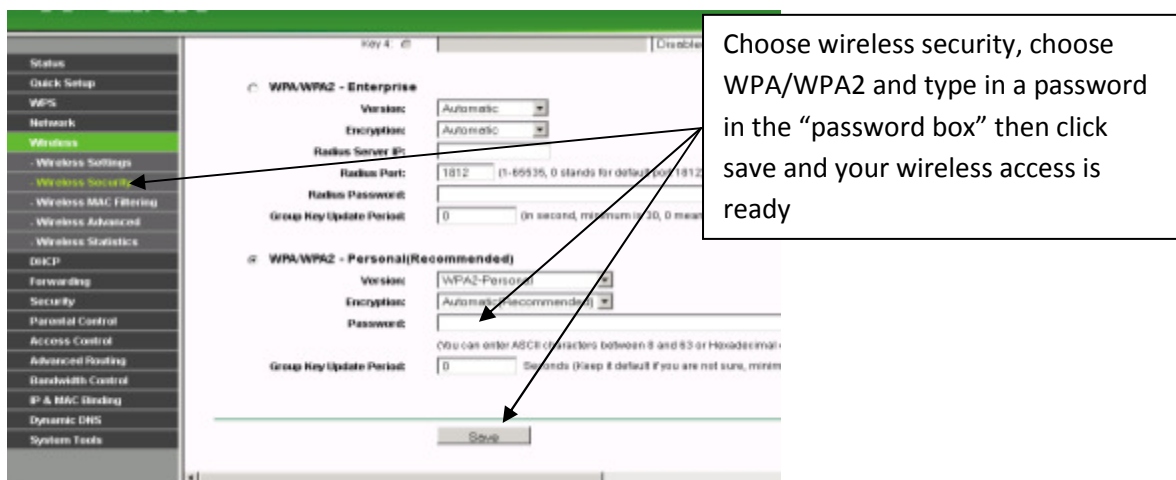 Key 4:
Disabled
Choose wireless security, choose
WPA/WPA2 and type in a password
in the “password box” then click
save and your wireless access is
ready
Status
Quick Setup
WPS
Network
Wireless
- Wireless Settings
- Wireless Security
- Wireless MAC Filtering
- Wireless Advanced
- Wireless Statistics
DHCP
Forwarding
Security
Parental Control
Access Control
Advanced Routing
Bandwidth Control
IP & MAC Binding
Dynamic DNS
System Tools
WPA/WPA2 - Enterprise
Version: Automatic
Encryption: Automatic
Radius Server IP:
Radius Port: 1812 (1-65535, 0 stands for default port 1812
Radius Password:
Group Key Update Period: 0 (in second, minimum is 30, 0 mean
WPA/WPA2 - Personal(Recommended)
Version: WPA2-Personal
Encryption: Automatic(Recommended)
Password:
(You can enter ASCII characters between 8 and 63 or Hexadecimal
Group Key Update Period: 0 Seconds (Keep it default if you are not sure, minim
Save